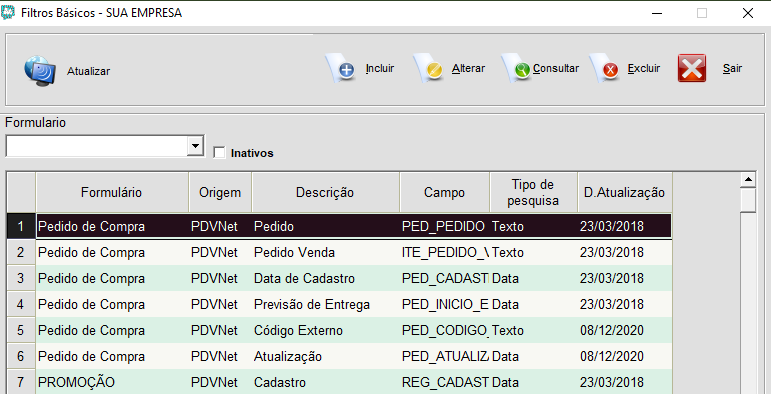 Filtros Básicos - SUA EMPRESA
Atualizar Incluir Alterar Consultar Excluir Sair
Formulario
Inativos
Formulário Origem Descrição Campo Tipo de pesquisa D.Atualização
1 Pedido de Compra PDVNet Pedido PED_PEDIDO Texto 23/03/2018
2 Pedido de Compra PDVNet Pedido Venda ITE_PEDIDO_V Texto 23/03/2018
3 Pedido de Compra PDVNet Data de Cadastro PED_CADAST Data 23/03/2018
4 Pedido de Compra PDVNet Previsão de Entrega PED_INICIO_E Data 23/03/2018
5 Pedido de Compra PDVNet Código Externo PED_CODIGO_ Texto 08/12/2020
6 Pedido de Compra PDVNet Atualização PED_ATUALIZA Data 08/12/2020
7 PROMOÇÃO PDVNet Cadastro REG_CADAST Data 23/03/2018